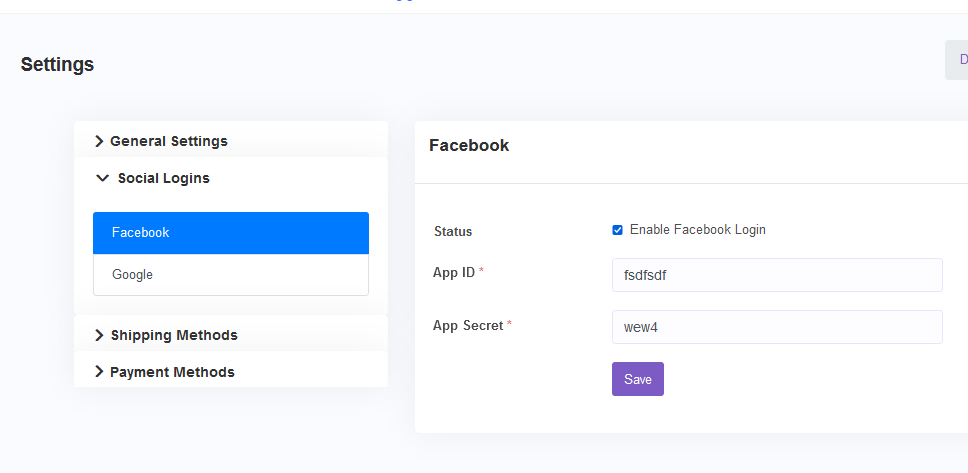 Settings
D
General Settings
Social Logins
Facebook
Google
Shipping Methods
Payment Methods
Facebook
Status
Enable Facebook Login
App ID *
fsdfsdf
App Secret *
wew4
Save